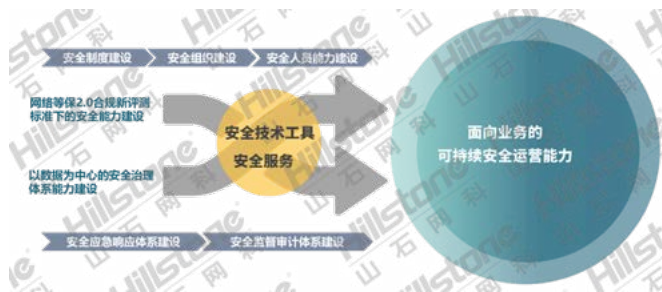 安全制度建设
安全组织建设
安全人员能力建设
网络等保2.0合规新评测
标准下的安全能力建设
安全技术工具
安全服务
以数据为中心的安全治理
体系能力建设
面向业务的
可持续安全运营能力
安全应急响应体系建设
安全监督审计体系建设
Hillstone
山石网科